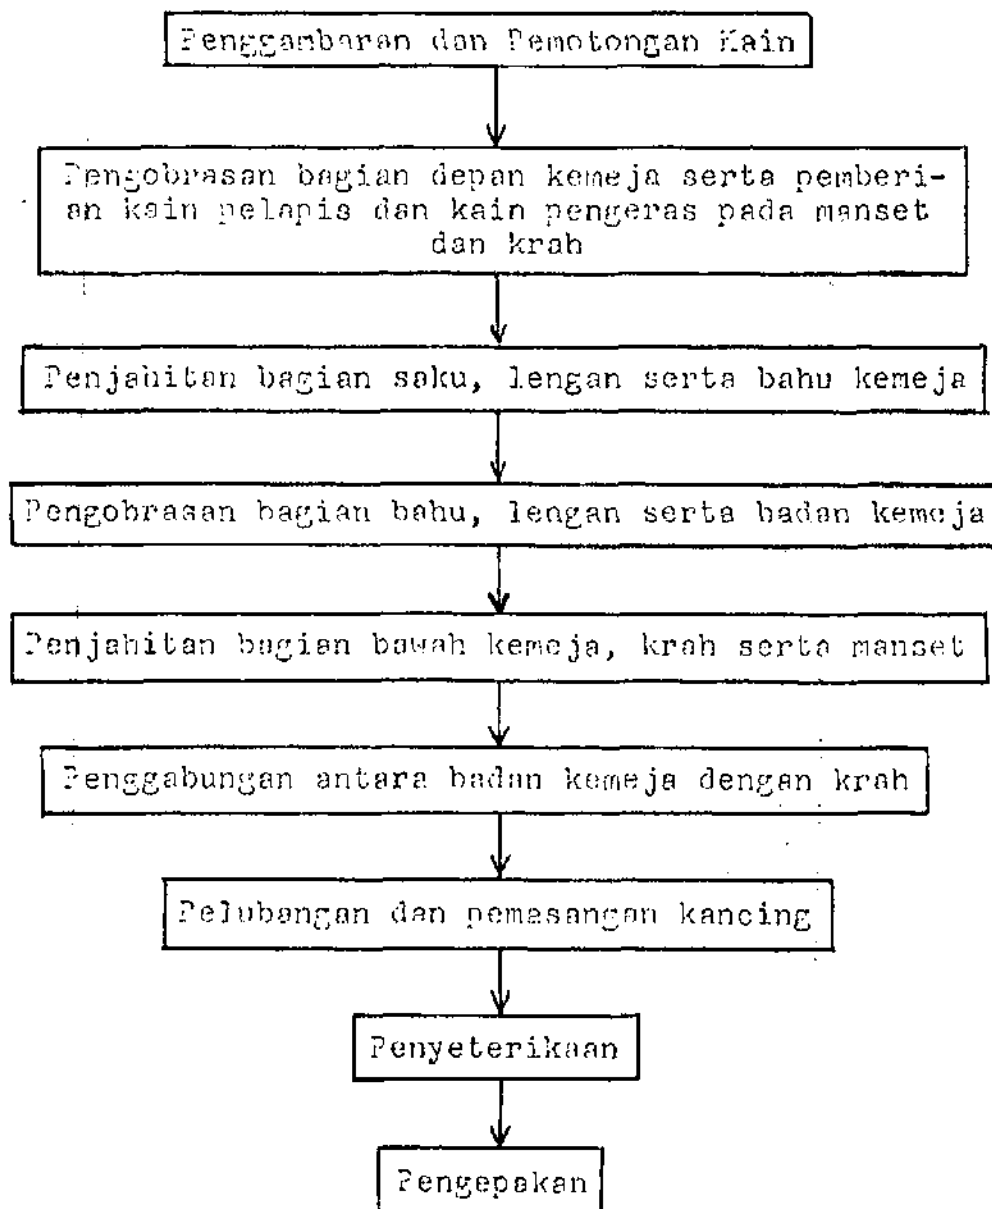 Penggambaran dan Pemotongan Kain
Pengobrasan bagian depan kemeja serta pemberi-
an kain pelapis dan kain pengeras pada manset
dan krah
Penjahitan bagian saku, lengan serta bahu kemeja
Pengobrasan bagian bahu, lengan serta badan kemeja
Penjahitan bagian bawah kemeja, krah serta manset
Penggabungan antara badan kemeja dengan krah
Pelubangan dan pemasangan kancing
Penyeterikaan
Pengepakan